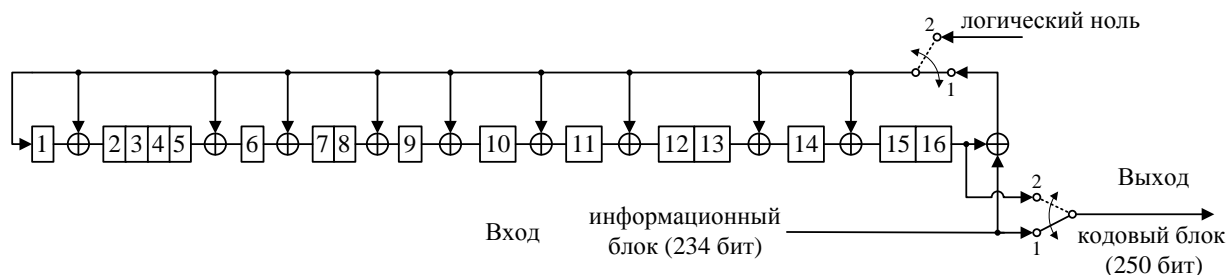 2 логический ноль
1
1 2 3 4 5 6 7 8 9 10 11 12 13 14 15 16
Вход
информационный
блок (234 бит)
2
1
Выход
кодовый блок
(250 бит)